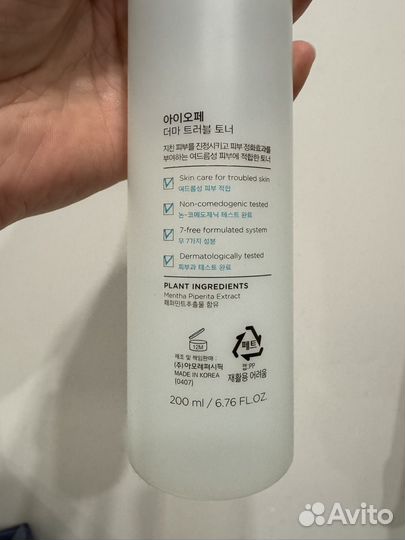 아이오페
더마 트러블 토너
지친 피부를 진정시키고 피부 정화효과를
부여하는 여드름성 피부에 적합한 토너
Skin care for troubled skin
여드름성 피부 적합
Non-comedogenic tested
논-코메도제닉 테스트 완료
7-free formulated system
무 7가지 성분
Dermatologically tested
피부과 테스트 완료
PLANT INGREDIENTS
Mentha Piperita Extract
페퍼민트추출물 함유
12M
제조 및 책임판매 :
(주)아모레퍼시픽
MADE IN KOREA
(0407)
페트
캡:PP
재활용 어려움
200 ml / 6.76 FL.OZ.
Avito